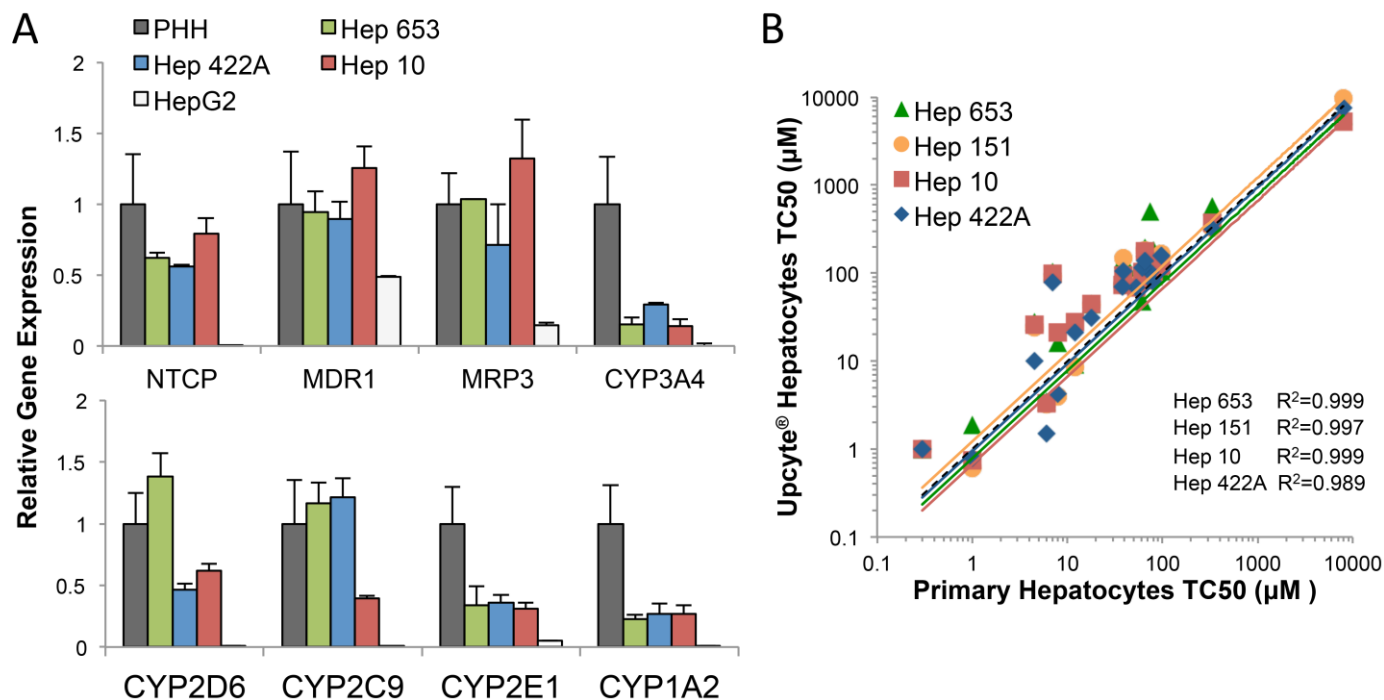 A
PHH Hep 653
Hep 422A Hep 10
HepG2
Relative Gene Expression
2
1.5
1
0.5
0
NTCP MDR1 MRP3 CYP3A4
2
1.5
1
0.5
0
CYP2D6 CYP2C9 CYP2E1 CYP1A2
B
Upcyte® Hepatocytes TC50 (µM)
10000
1000
100
10
1
0.1
Hep 653
Hep 151
Hep 10
Hep 422A
Hep 653 R²=0.999
Hep 151 R²=0.997
Hep 10 R²=0.999
Hep 422A R²=0.989
0.1 1 10 100 1000 10000
Primary Hepatocytes TC50 (µM )